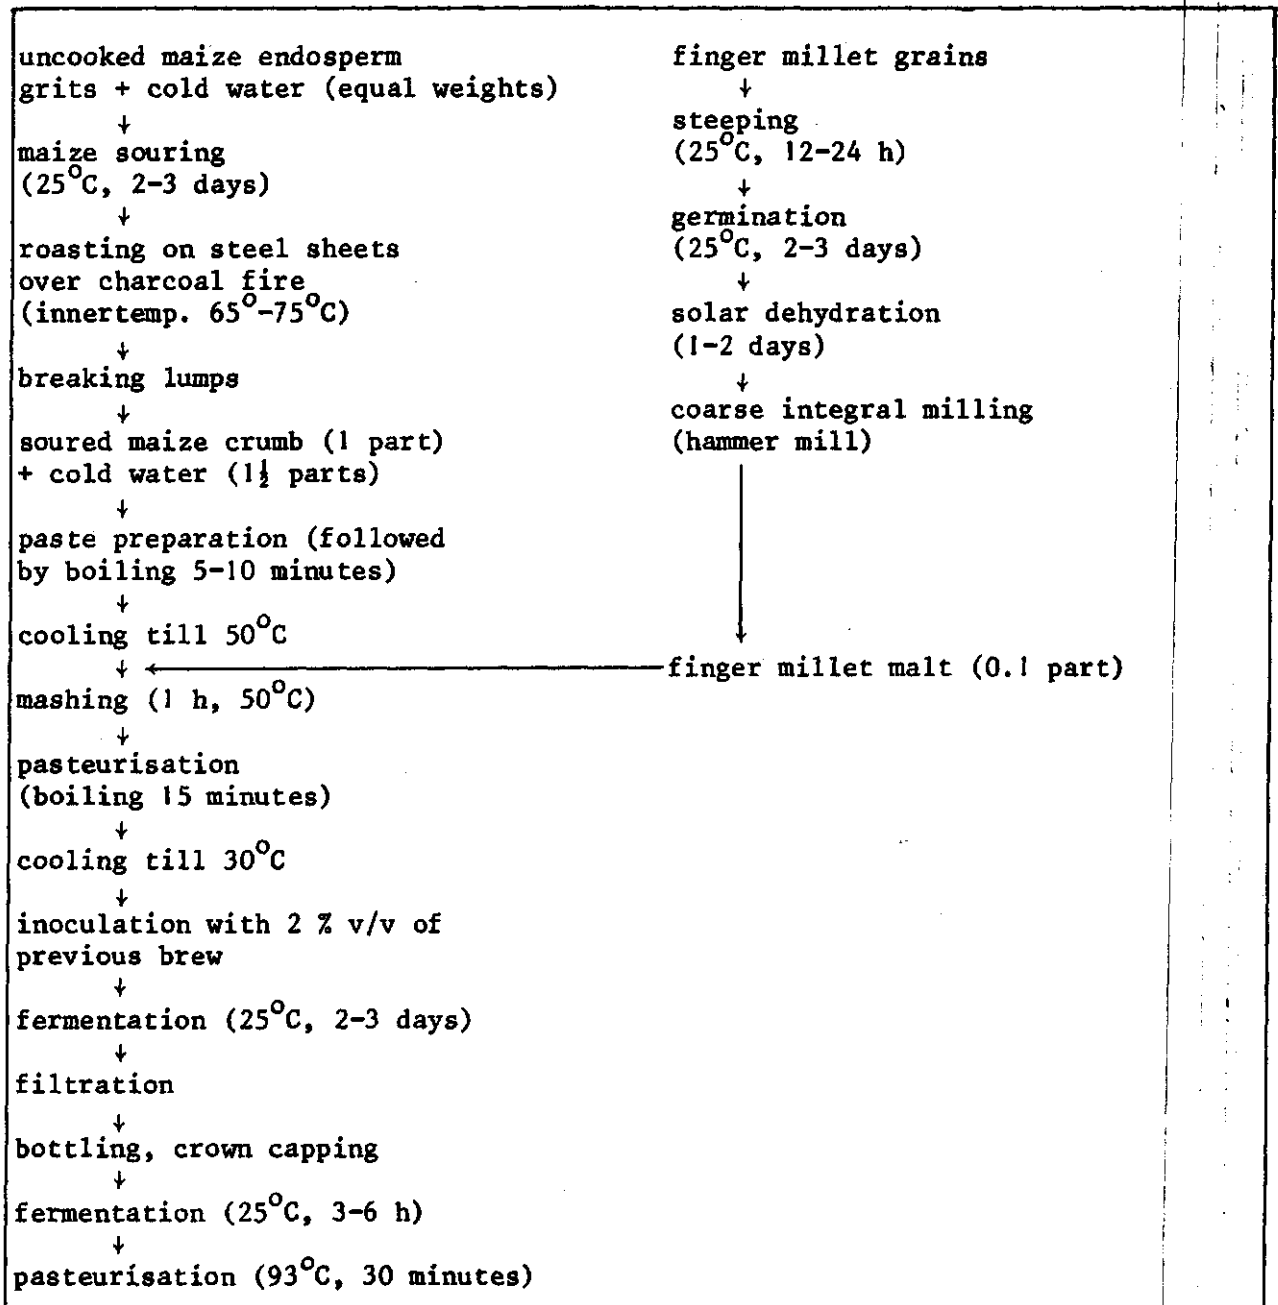 uncooked maize endosperm
grits + cold water (equal weights)
↓
maize souring
(25°C, 2-3 days)
↓
roasting on steel sheets
over charcoal fire
(innertemp. 65°-75°C)
↓
breaking lumps
↓
soured maize crumb (1 part)
+ cold water (1½ parts)
↓
paste preparation (followed
by boiling 5-10 minutes)
↓
cooling till 50°C
↓ ←
mashing (1 h, 50°C)
↓
pasteurisation
(boiling 15 minutes)
↓
cooling till 30°C
↓
inoculation with 2 % v/v of
previous brew
↓
fermentation (25°C, 2-3 days)
↓
filtration
↓
bottling, crown capping
↓
fermentation (25°C, 3-6 h)
↓
pasteurisation (93°C, 30 minutes)
finger millet grains
↓
steeping
(25°C, 12-24 h)
↓
germination
(25°C, 2-3 days)
↓
solar dehydration
(1-2 days)
↓
coarse integral milling
(hammer mill)
↓
finger millet malt (0.1 part)